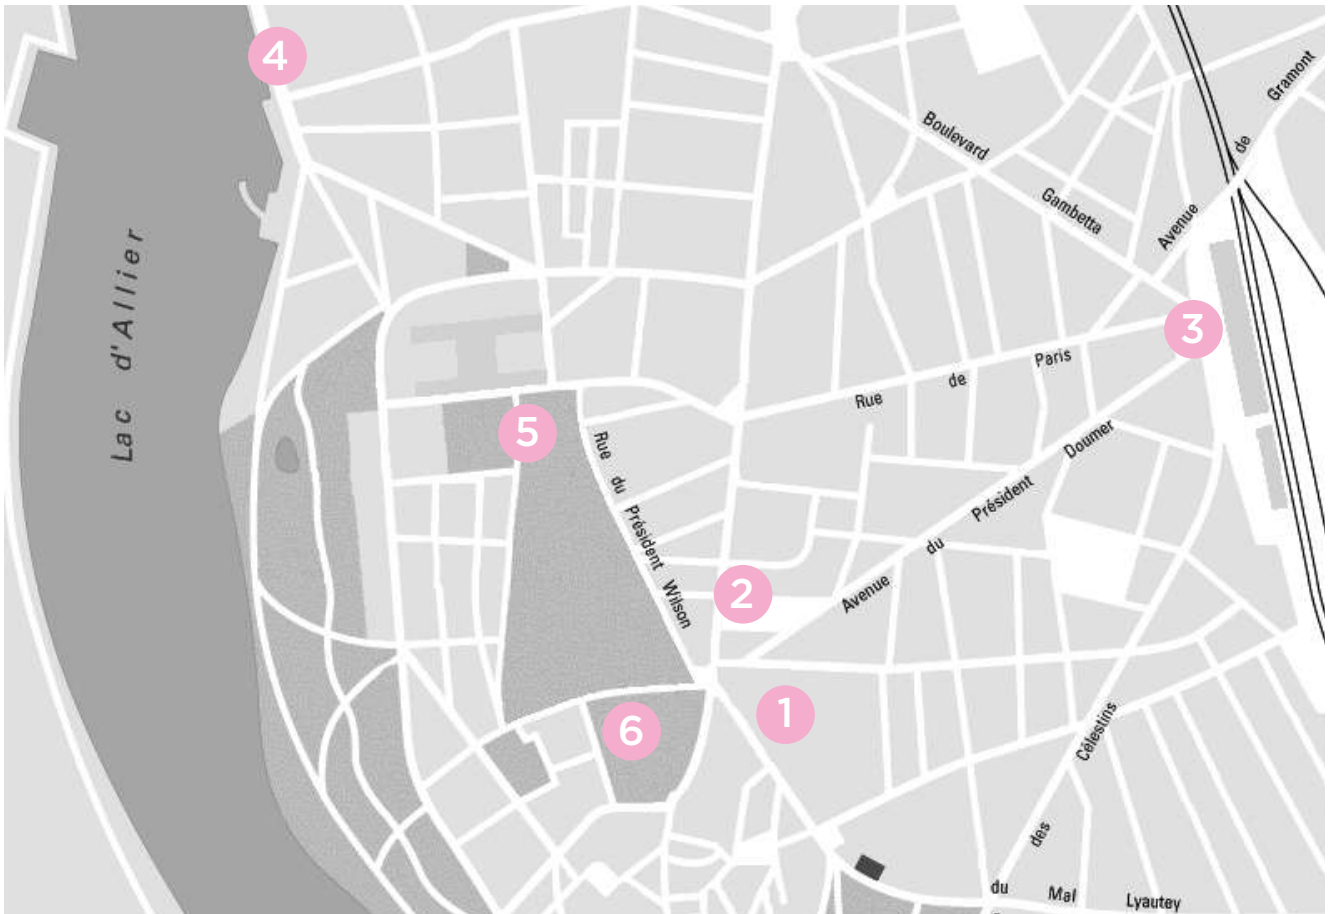 4
Gramont
de
Boulevard
Gambetta
Avenue
Lac d'Allier
3
Rue de Paris
5
Rue du Président Wilson
Avenue du Président Doumer
2
1
6
des Célestins
du Mal Lyautey